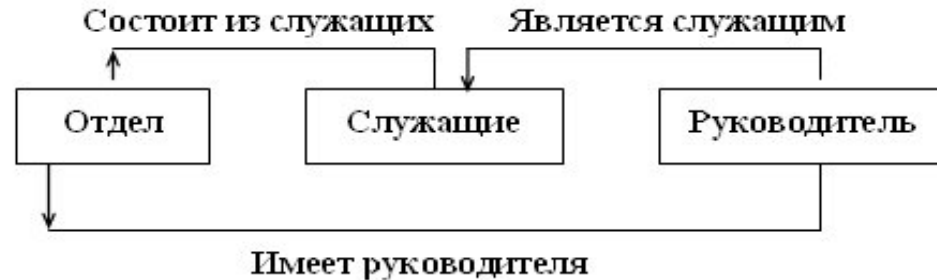 Состоит из служащих Является служащим
Отдел Служащие Руководитель
Имеет руководителя